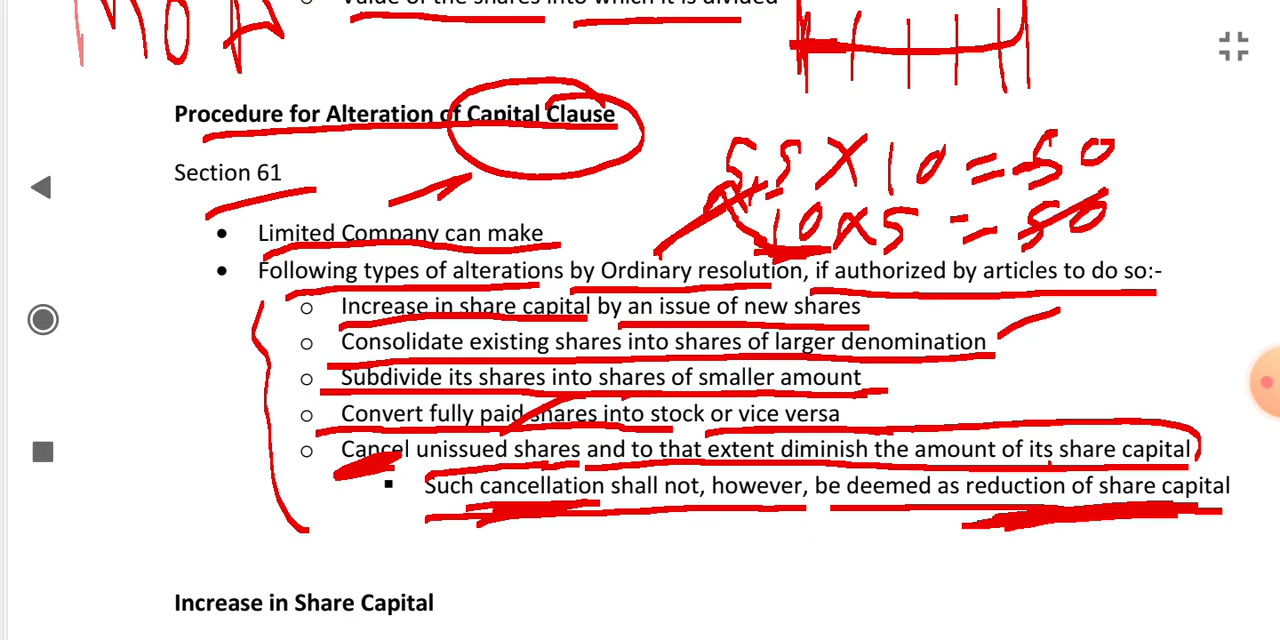 Value of the shares into which it is divided
MOA
Procedure for Alteration of Capital Clause
5 5 X 10 = 50
Section 61
10 X 5 = 50
• Limited Company can make
• Following types of alterations by Ordinary resolution, if authorized by articles to do so:-
o Increase in share capital by an issue of new shares
o Consolidate existing shares into shares of larger denomination
o Subdivide its shares into shares of smaller amount
o Convert fully paid shares into stock or vice versa
o Cancel unissued shares and to that extent diminish the amount of its share capital
▪ Such cancellation shall not, however, be deemed as reduction of share capital
Increase in Share Capital